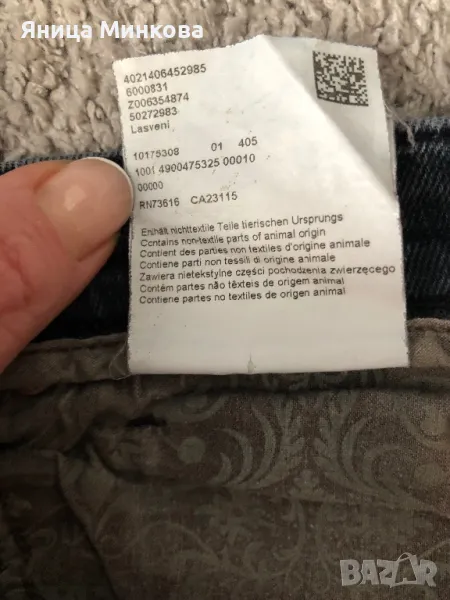 Яница Минкова
4021406452985
6000831
Z006354874
50272983
Lasveni
10175308 01 405
1001 4900475325 00010
00000
RN73616 CA23115
Enthält nichttextile Teile tierischen Ursprungs
Contains non-textile parts of animal origin
Contient des parties non textiles d'origine animale
Contiene parti non tessili di origine animale
Zawiera nietekstylne części pochodzenia zwierzęcego
Contém partes não têxteis de origem animal
Contiene partes no textiles de origen animal
BAZAR